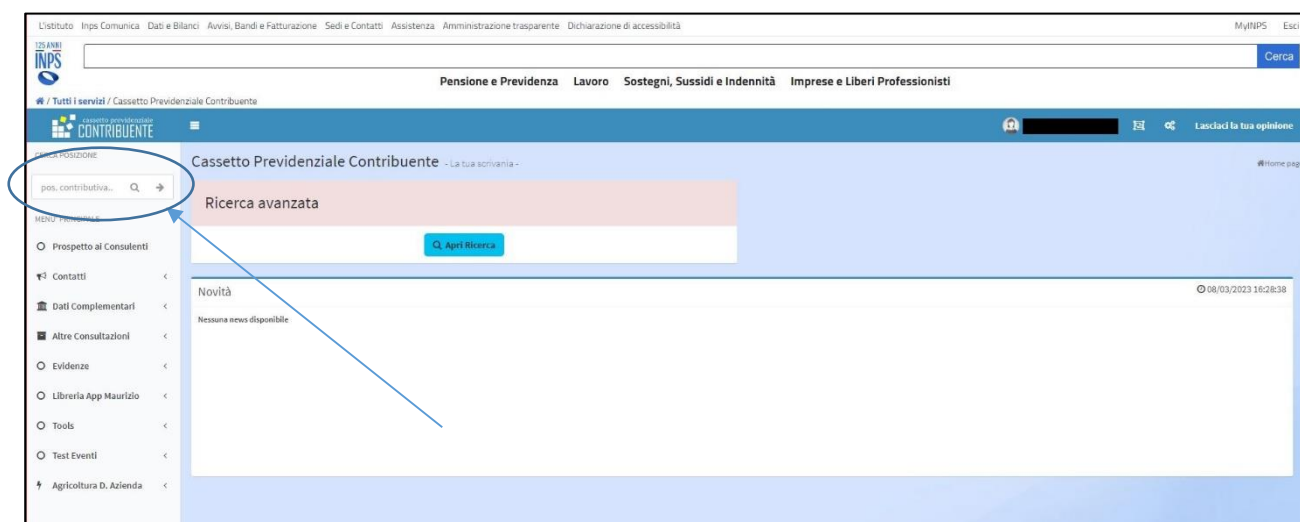 L'istituto Inps Comunica Dati e Bilanci Avvisi, Bandi e Fatturazione Sedi e Contatti Assistenza Amministrazione trasparente Dichiarazione di accessibilità MyINPS Esci
125 ANNI
INPS
Cerca
Pensione e Previdenza Lavoro Sostegni, Sussidi e Indennità Imprese e Liberi Professionisti
/ Tutti i servizi / Cassetto Previdenziale Contribuente
cassetto previdenziale
CONTRIBUENTE
Lasciaci la tua opinione
CERCA POSIZIONE
Cassetto Previdenziale Contribuente - La tua scrivania -
Home pag
pos. contributiva..
Ricerca avanzata
MENU PRINCIPALE
Prospetto ai Consulenti
Apri Ricerca
Contatti
Novità
08/03/2023 16:28:38
Dati Complementari
Nessuna news disponibile
Altre Consultazioni
Evidenze
Libreria App Maurizio
Tools
Test Eventi
Agricoltura D. Azienda